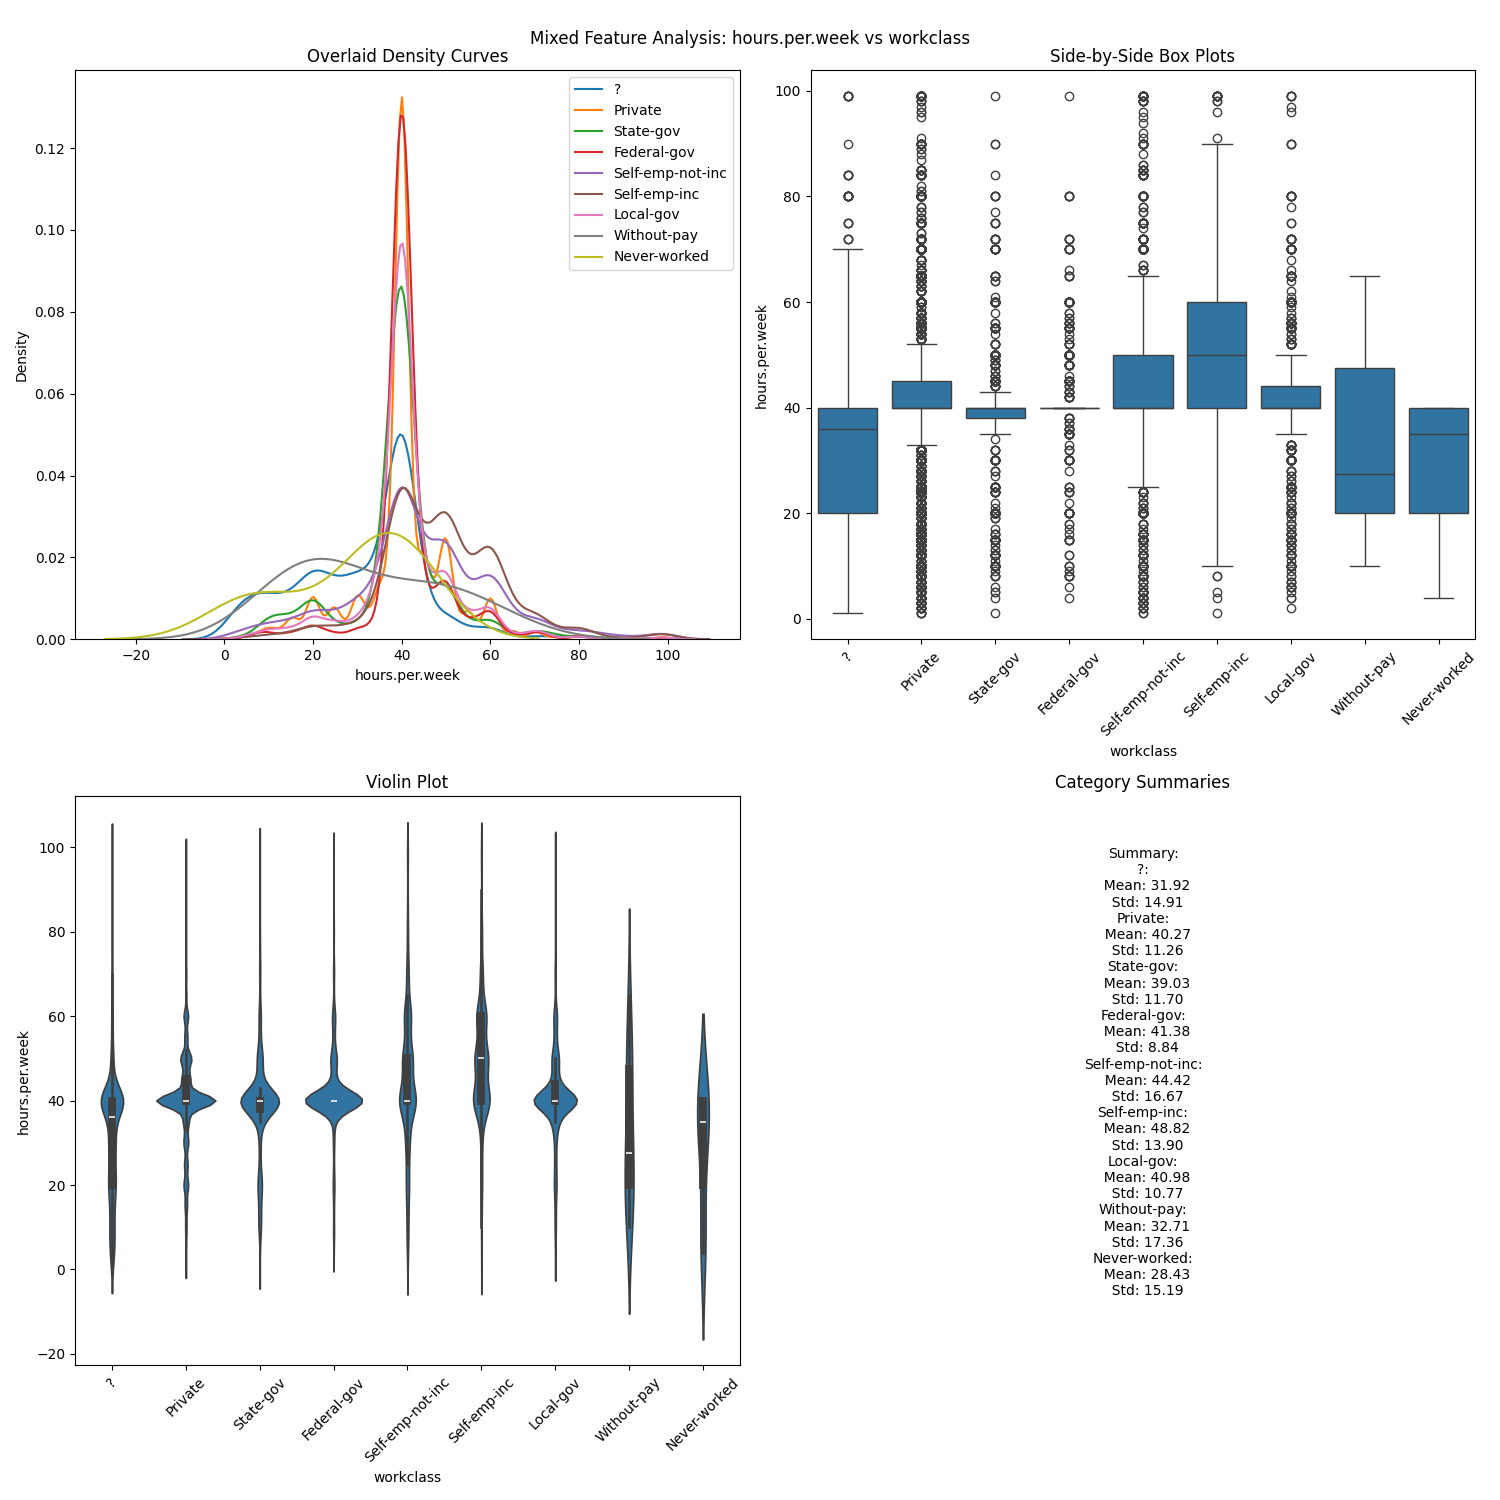 Mixed Feature Analysis: hours.per.week vs workclass
Overlaid Density Curves
0.12
0.10
0.08
0.06
0.04
0.02
0.00
Density
−20 0 20 40 60 80 100
hours.per.week
?
Private
State-gov
Federal-gov
Self-emp-not-inc
Self-emp-inc
Local-gov
Without-pay
Never-worked
Side-by-Side Box Plots
100
80
60
40
20
0
hours.per.week
?
Private
State-gov
Federal-gov
Self-emp-not-inc
Self-emp-inc
Local-gov
Without-pay
Never-worked
workclass
Violin Plot
100
80
60
40
20
0
−20
hours.per.week
?
Private
State-gov
Federal-gov
Self-emp-not-inc
Self-emp-inc
Local-gov
Without-pay
Never-worked
workclass
Category Summaries
Summary:
?:
Mean: 31.92
Std: 14.91
Private:
Mean: 40.27
Std: 11.26
State-gov:
Mean: 39.03
Std: 11.70
Federal-gov:
Mean: 41.38
Std: 8.84
Self-emp-not-inc:
Mean: 44.42
Std: 16.67
Self-emp-inc:
Mean: 48.82
Std: 13.90
Local-gov:
Mean: 40.98
Std: 10.77
Without-pay:
Mean: 32.71
Std: 17.36
Never-worked:
Mean: 28.43
Std: 15.19